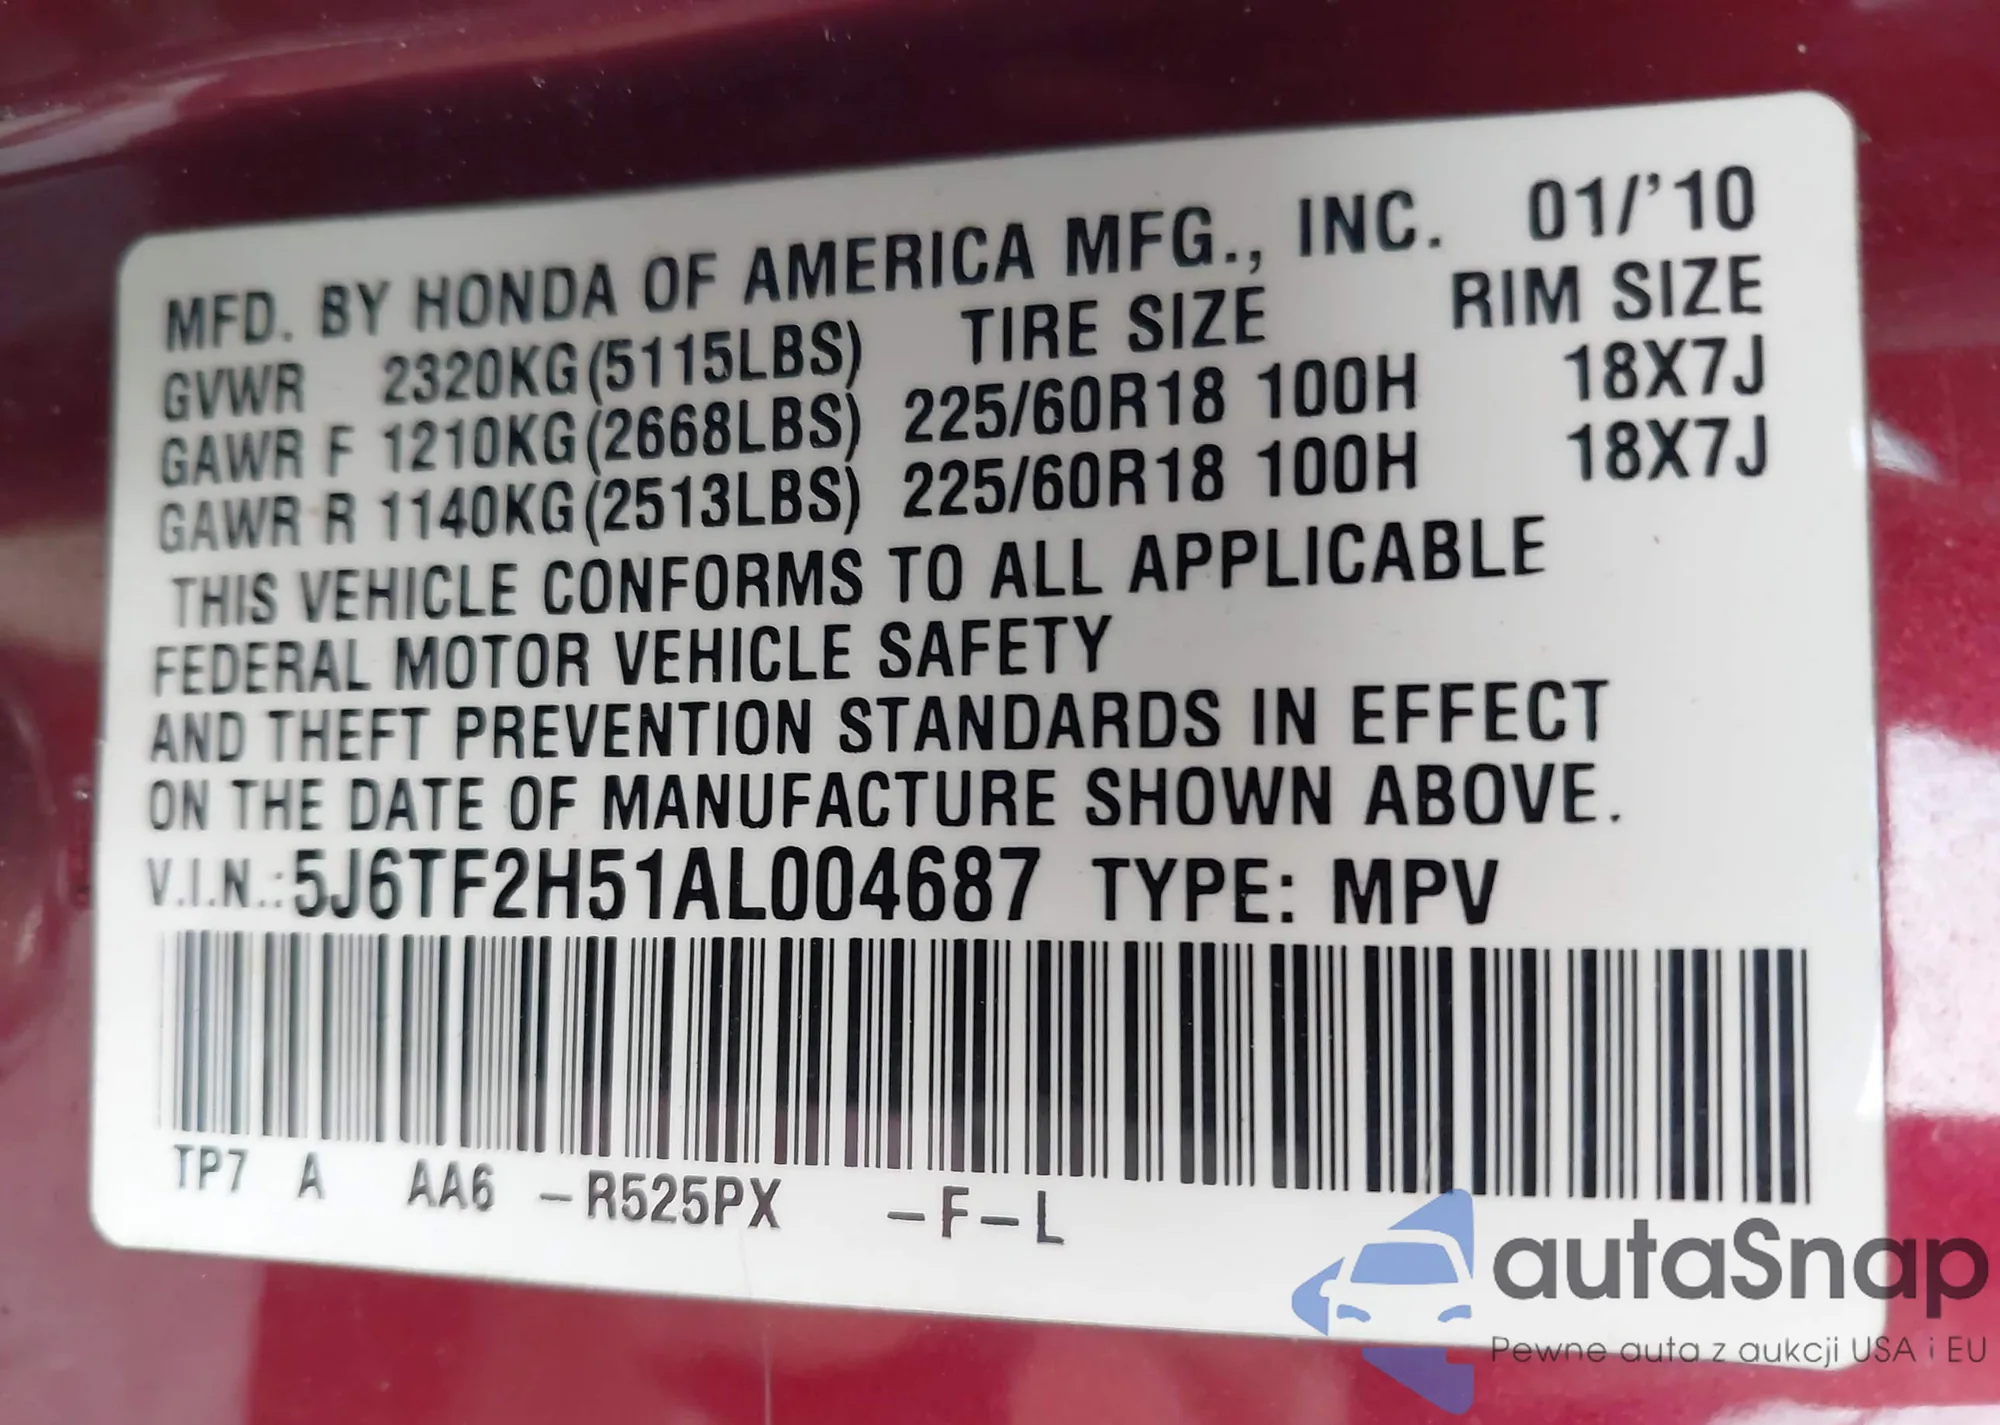 MFD. BY HONDA OF AMERICA MFG., INC. 01/'10
GVWR 2320KG(5115LBS) TIRE SIZE RIM SIZE
GAWR F 1210KG(2668LBS) 225/60R18 100H 18X7J
GAWR R 1140KG(2513LBS) 225/60R18 100H 18X7J
THIS VEHICLE CONFORMS TO ALL APPLICABLE
FEDERAL MOTOR VEHICLE SAFETY
AND THEFT PREVENTION STANDARDS IN EFFECT
ON THE DATE OF MANUFACTURE SHOWN ABOVE.
V.I.N.:5J6TF2H51AL004687 TYPE: MPV
TP7 A AA6 –R525PX –F–L
autaSnap
Pewne auta z aukcji USA i EU